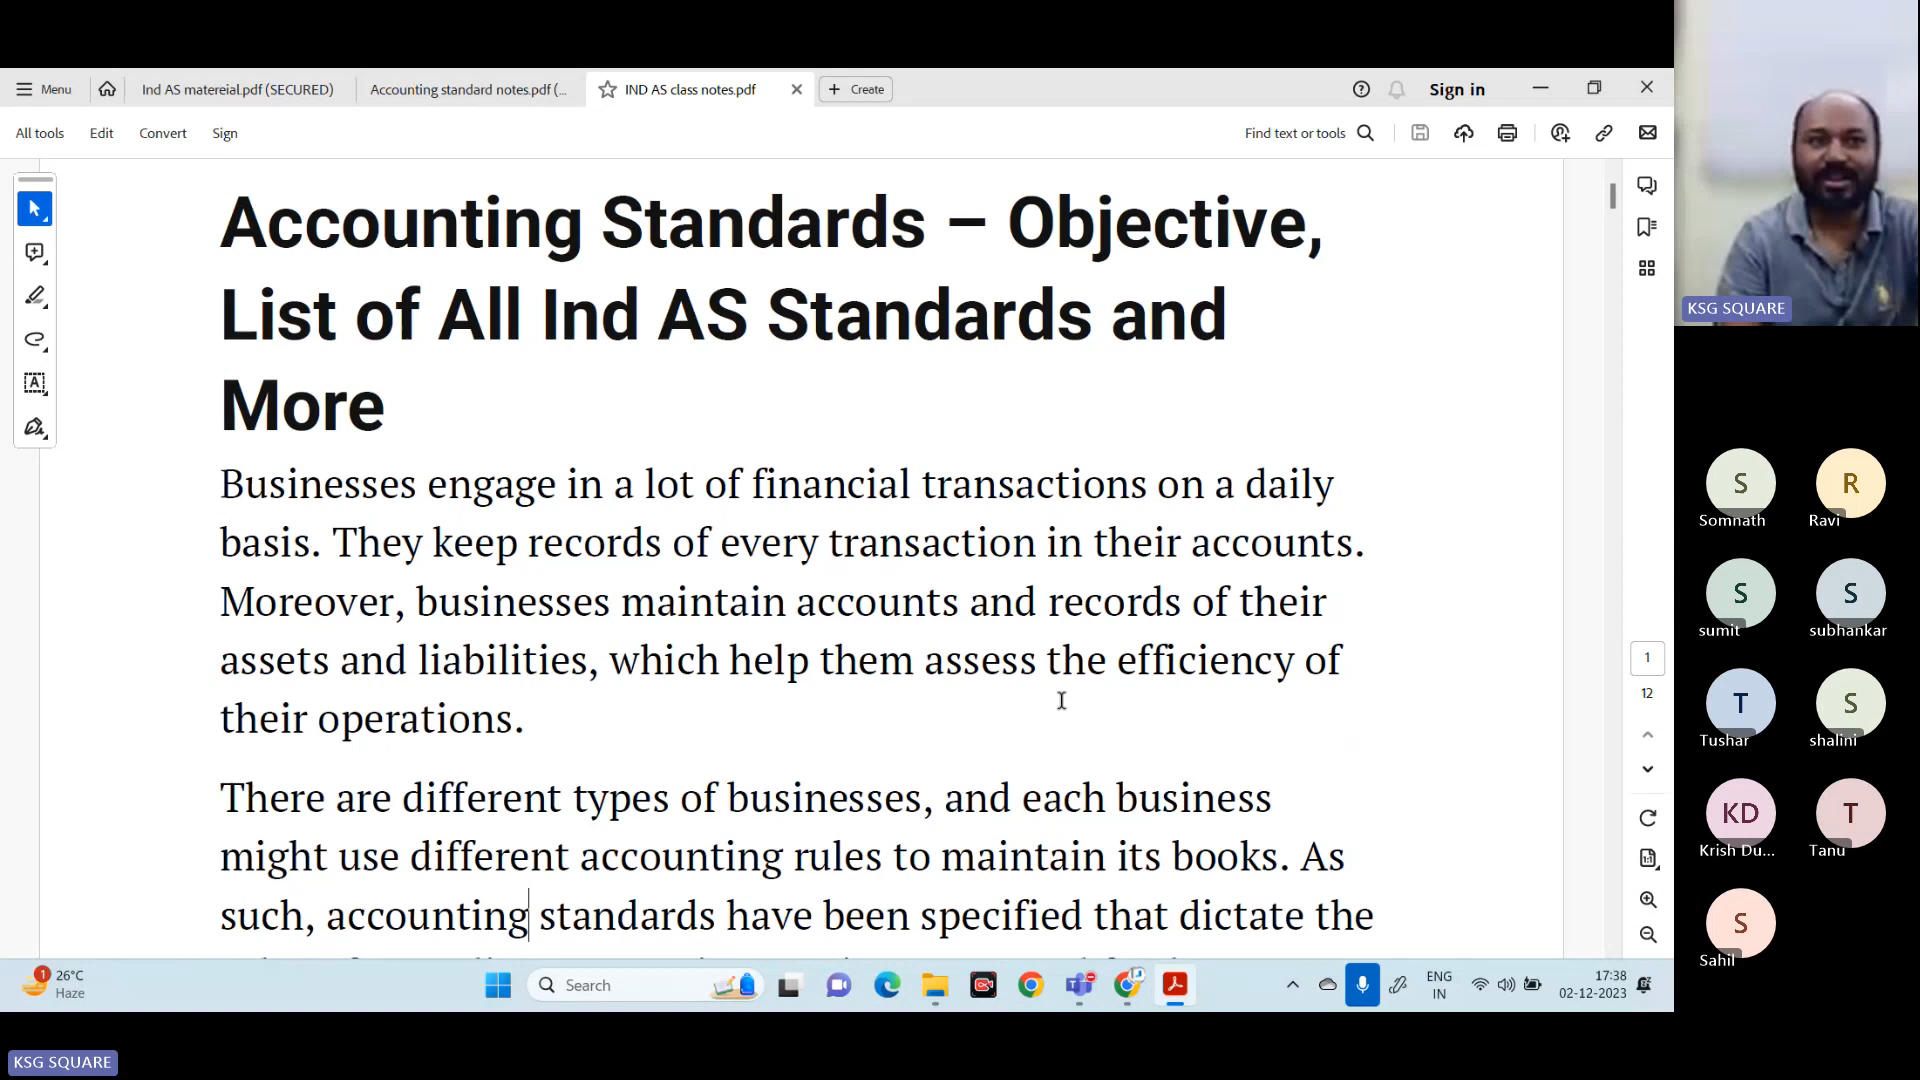 Menu
Ind AS matereial.pdf (SECURED)
Accounting standard notes.pdf (...
IND AS class notes.pdf
Create
Sign in
All tools
Edit
Convert
Sign
Find text or tools
Accounting Standards – Objective,
List of All Ind AS Standards and
More
Businesses engage in a lot of financial transactions on a daily
basis. They keep records of every transaction in their accounts.
Moreover, businesses maintain accounts and records of their
assets and liabilities, which help them assess the efficiency of
their operations.
There are different types of businesses, and each business
might use different accounting rules to maintain its books. As
such, accounting standards have been specified that dictate the
1
12
KSG SQUARE
S
Somnath
R
Ravi
S
sumit
S
subhankar
T
Tushar
S
shalini
KD
Krish Du...
T
Tanu
S
Sahil
1
26°C
Haze
Search
ENG
IN
17:38
02-12-2023
KSG SQUARE